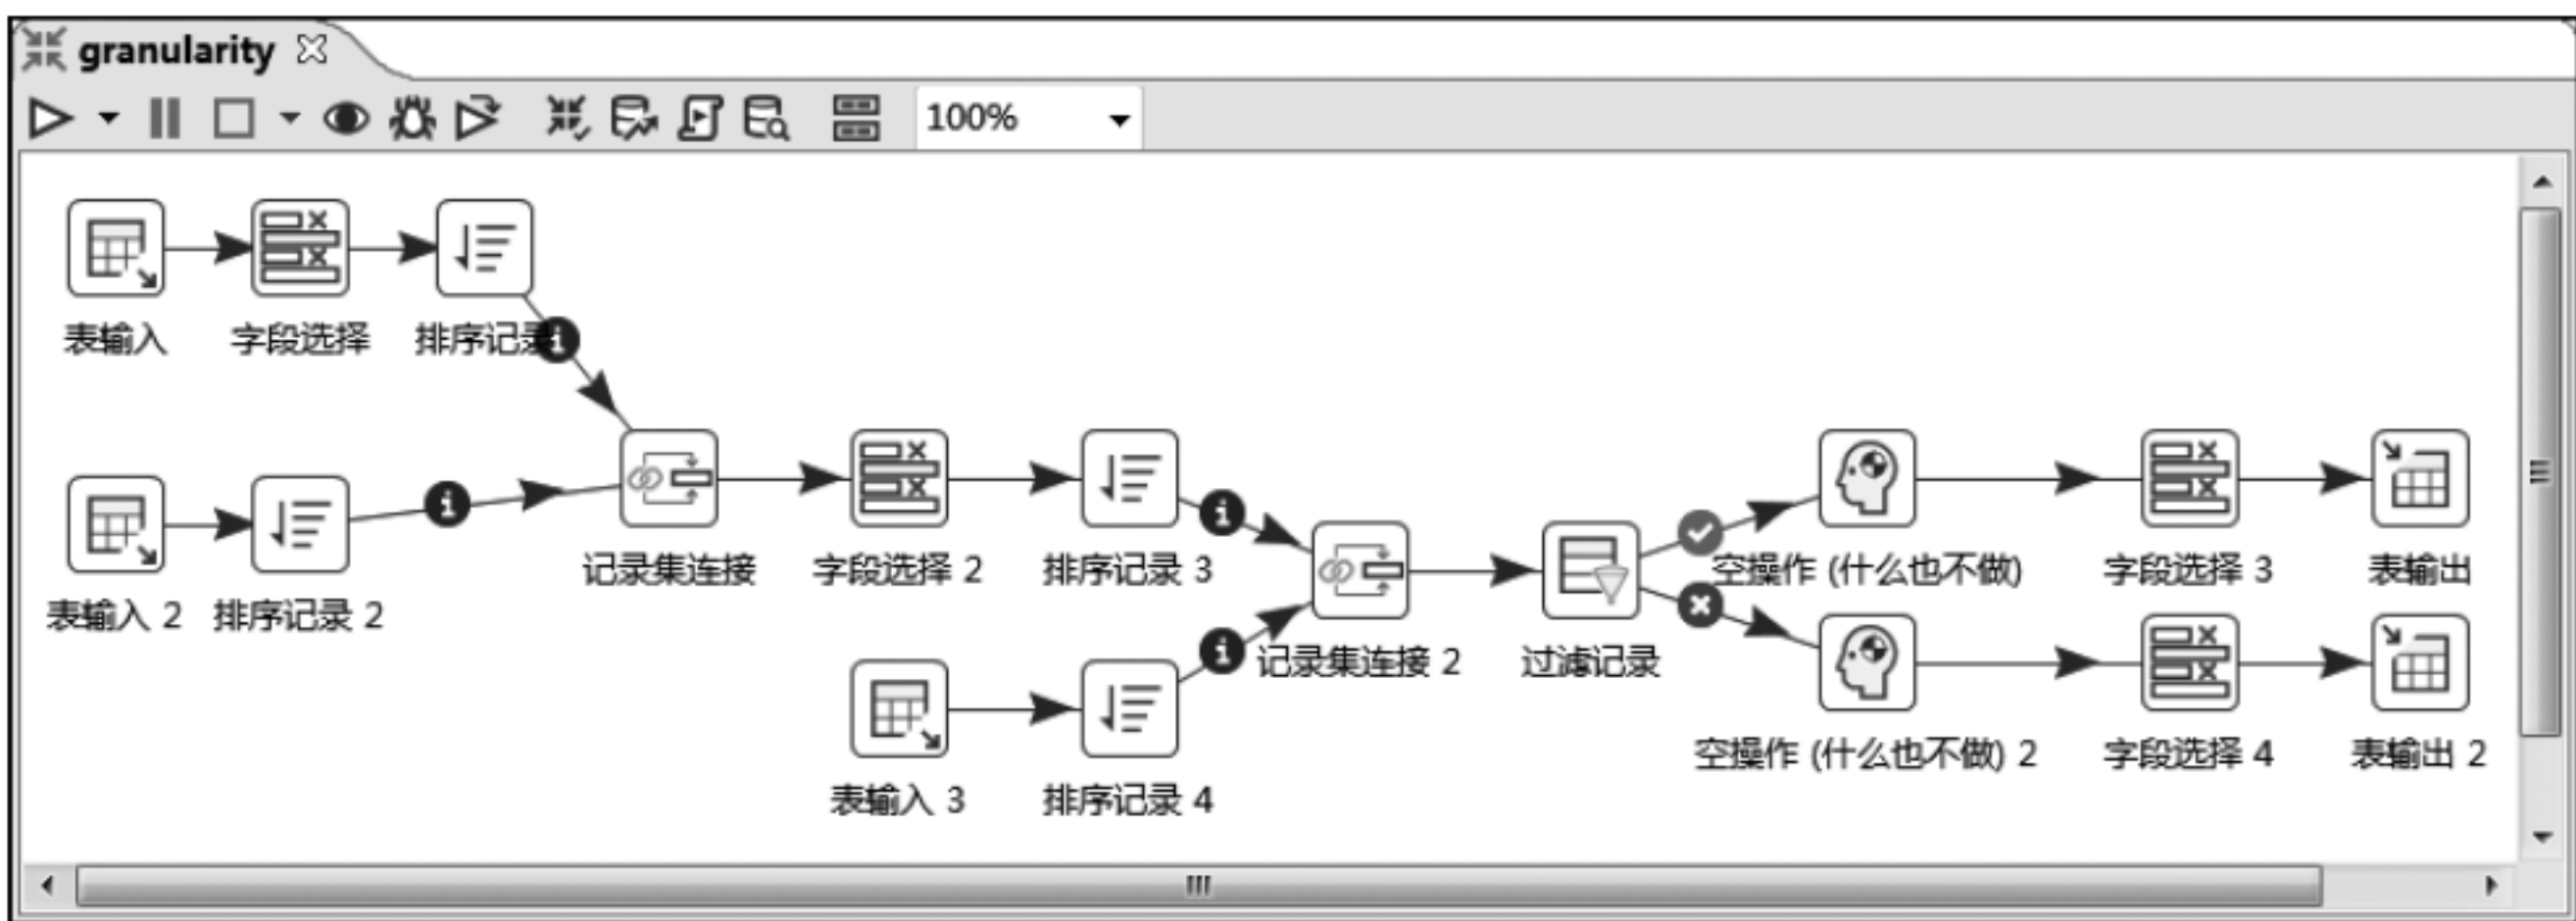 granularity
100%
表输入
字段选择
排序记录
记录集连接
字段选择 2
排序记录 3
空操作 (什么也不做)
字段选择 3
表输出
表输入 2
排序记录 2
记录集连接 2
过滤记录
空操作 (什么也不做) 2
字段选择 4
表输出 2
表输入 3
排序记录 4